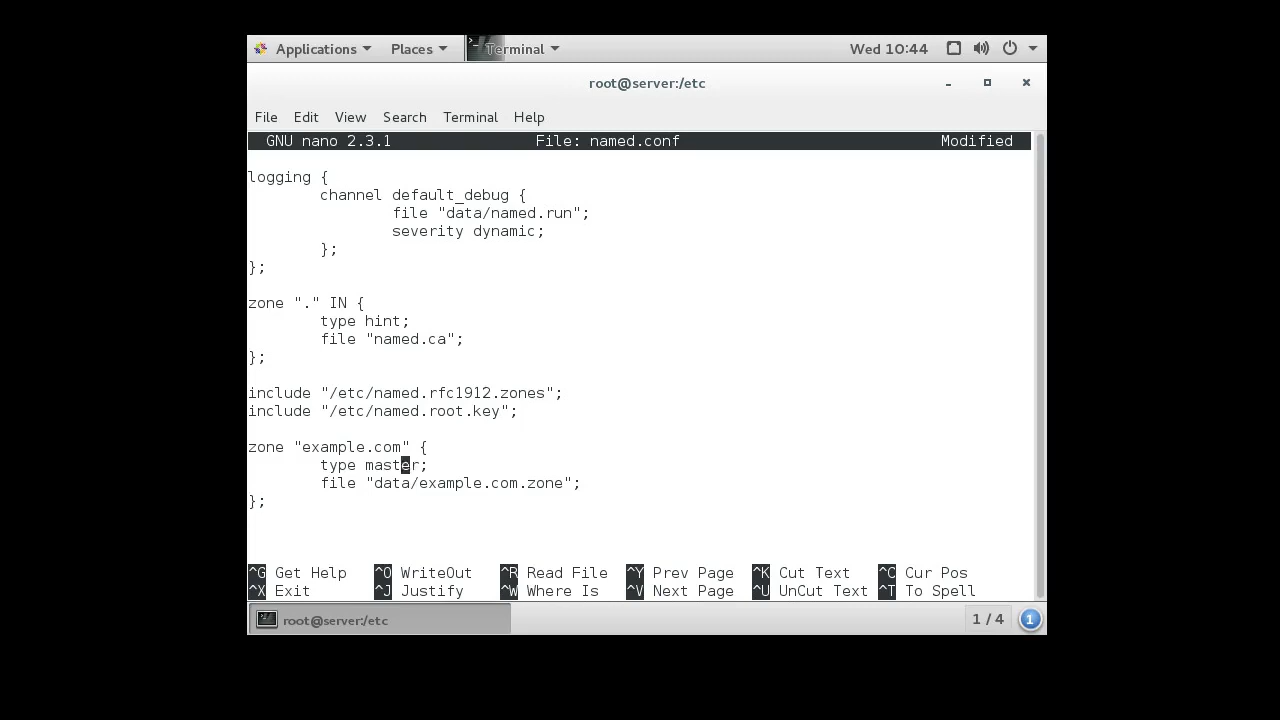 Applications Places Terminal Wed 10:44
root@server:/etc
File Edit View Search Terminal Help
GNU nano 2.3.1 File: named.conf Modified
logging {
channel default_debug {
file "data/named.run";
severity dynamic;
};
};
zone "." IN {
type hint;
file "named.ca";
};
include "/etc/named.rfc1912.zones";
include "/etc/named.root.key";
zone "example.com" {
type master;
file "data/example.com.zone";
};
^G Get Help ^O WriteOut ^R Read File ^Y Prev Page ^K Cut Text ^C Cur Pos
^X Exit ^J Justify ^W Where Is ^V Next Page ^U UnCut Text ^T To Spell
root@server:/etc 1 / 4 1